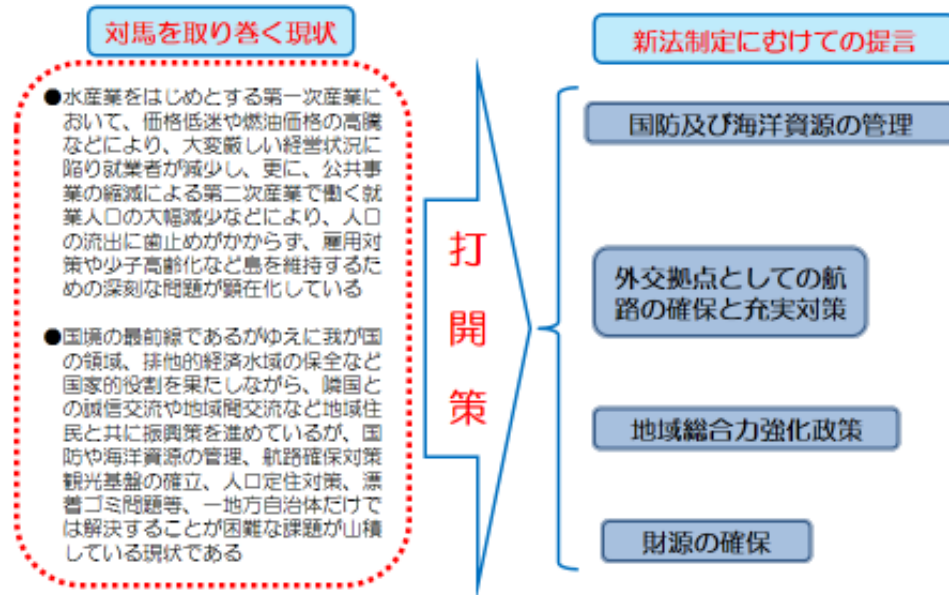 対馬を取り巻く現状
●水産業をはじめとする第一次産業に
おいて、価格低迷や燃油価格の高騰
などにより、大変厳しい経営状況に
陥り就業者が減少し、更に、公共事
業の縮減による第二次産業で働く就
業人口の大幅減少などにより、人口
の流出に歯止めがかからず、雇用対
策や少子高齢化など島を維持するた
めの深刻な問題が顕在化している
●国境の最前線であるがゆえに我が国
の領域、排他的経済水域の保全など
国家的役割を果たしながら、隣国と
の誠信交流や地域間交流など地域住
民と共に振興策を進めているが、国
防や海洋資源の管理、航路確保対策
観光基盤の確立、人口定住対策、漂
着ゴミ問題等、一地方自治体だけで
は解決することが困難な課題が山積
している現状である
打
開
策
新法制定にむけての提言
国防及び海洋資源の管理
外交拠点としての航
路の確保と充実対策
地域総合力強化政策
財源の確保